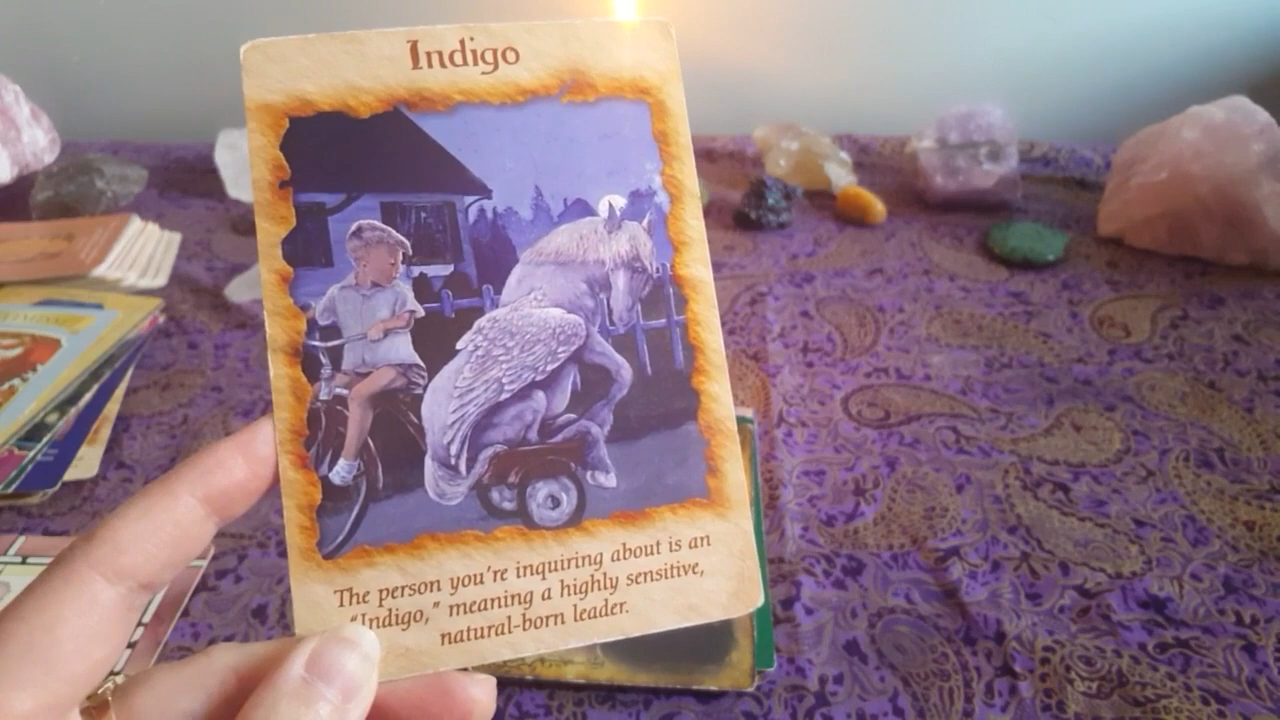 Indigo
The person you're inquiring about is an
"Indigo," meaning a highly sensitive,
natural-born leader.